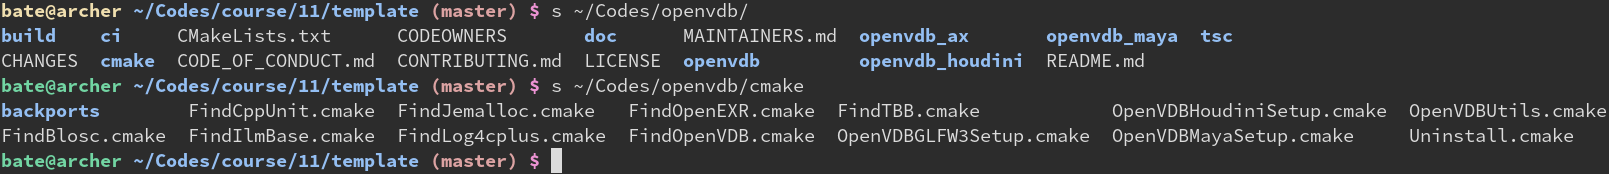 bate@archer ~/Codes/course/11/template (master) $ s ~/Codes/openvdb/
build ci CMakeLists.txt CODEOWNERS doc MAINTAINERS.md openvdb_ax openvdb_maya tsc
CHANGES cmake CODE_OF_CONDUCT.md CONTRIBUTING.md LICENSE openvdb openvdb_houdini README.md
bate@archer ~/Codes/course/11/template (master) $ s ~/Codes/openvdb/cmake
backports FindCppUnit.cmake FindJemalloc.cmake FindOpenEXR.cmake FindTBB.cmake OpenVDBHoudiniSetup.cmake OpenVDBUtils.cmake
FindBlosc.cmake FindIlmBase.cmake FindLog4cplus.cmake FindOpenVDB.cmake OpenVDBGLFW3Setup.cmake OpenVDBMayaSetup.cmake Uninstall.cmake
bate@archer ~/Codes/course/11/template (master) $